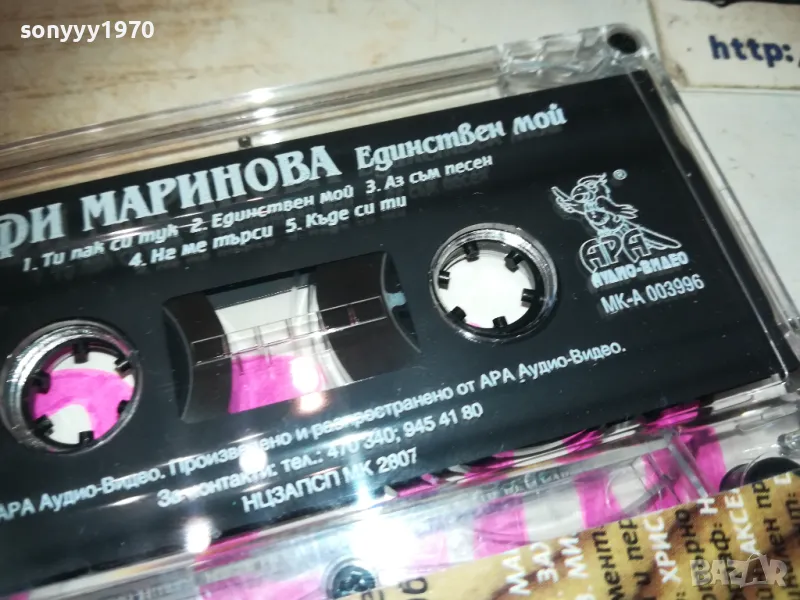 sonyyy1970
http:/
РИ МАРИНОВА Единствен мой
1. Ти пак си тук 2. Единствен мой 3. Аз съм песен
4. Не ме търси 5. Къде си ти
АРА
АУДИО-ВИДЕО
МК-А 003996
АРА Аудио-Видео. Произведено и разпространено от АРА Аудио-Видео.
За контакти: тел.: 470 340; 945 41 80
НЦЗАПСП МК 2807
BAZAR